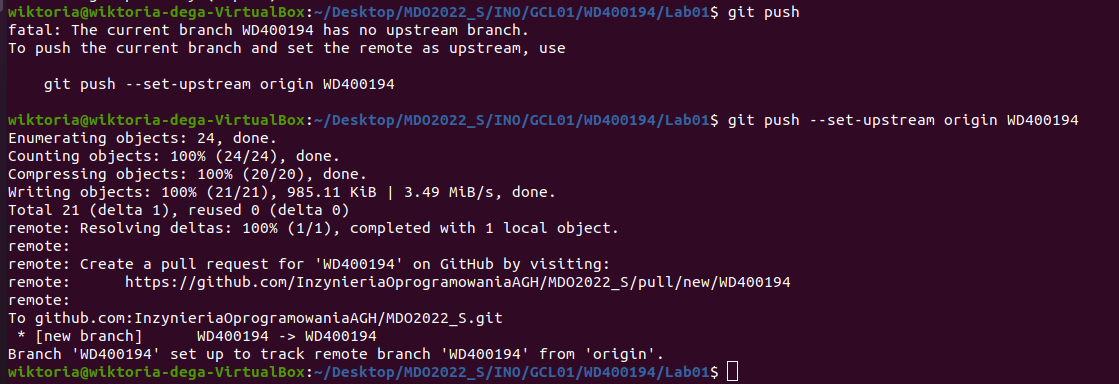 wiktoria@wiktoria-dega-VirtualBox:~/Desktop/MDO2022_S/INO/GCL01/WD400194/Lab01$ git push
fatal: The current branch WD400194 has no upstream branch.
To push the current branch and set the remote as upstream, use

    git push --set-upstream origin WD400194

wiktoria@wiktoria-dega-VirtualBox:~/Desktop/MDO2022_S/INO/GCL01/WD400194/Lab01$ git push --set-upstream origin WD400194
Enumerating objects: 24, done.
Counting objects: 100% (24/24), done.
Compressing objects: 100% (20/20), done.
Writing objects: 100% (21/21), 985.11 KiB | 3.49 MiB/s, done.
Total 21 (delta 1), reused 0 (delta 0)
remote: Resolving deltas: 100% (1/1), completed with 1 local object.
remote:
remote: Create a pull request for 'WD400194' on GitHub by visiting:
remote:      https://github.com/InzynieriaOprogramowaniaAGH/MDO2022_S/pull/new/WD400194
remote:
To github.com:InzynieriaOprogramowaniaAGH/MDO2022_S.git
 * [new branch]      WD400194 -> WD400194
Branch 'WD400194' set up to track remote branch 'WD400194' from 'origin'.
wiktoria@wiktoria-dega-VirtualBox:~/Desktop/MDO2022_S/INO/GCL01/WD400194/Lab01$